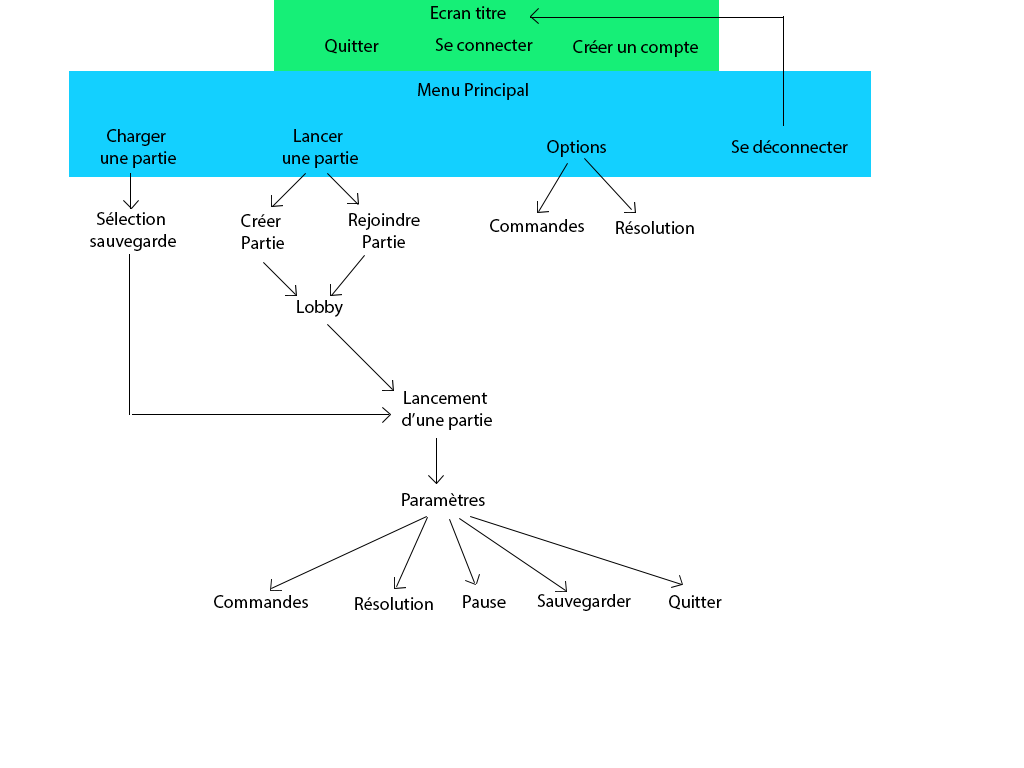 Ecran titre
Quitter
Se connecter
Créer un compte
Menu Principal
Charger
une partie
Lancer
une partie
Options
Se déconnecter
Sélection
sauvegarde
Créer
Partie
Rejoindre
Partie
Commandes
Résolution
Lobby
Lancement
d'une partie
Paramètres
Commandes
Résolution
Pause
Sauvegarder
Quitter